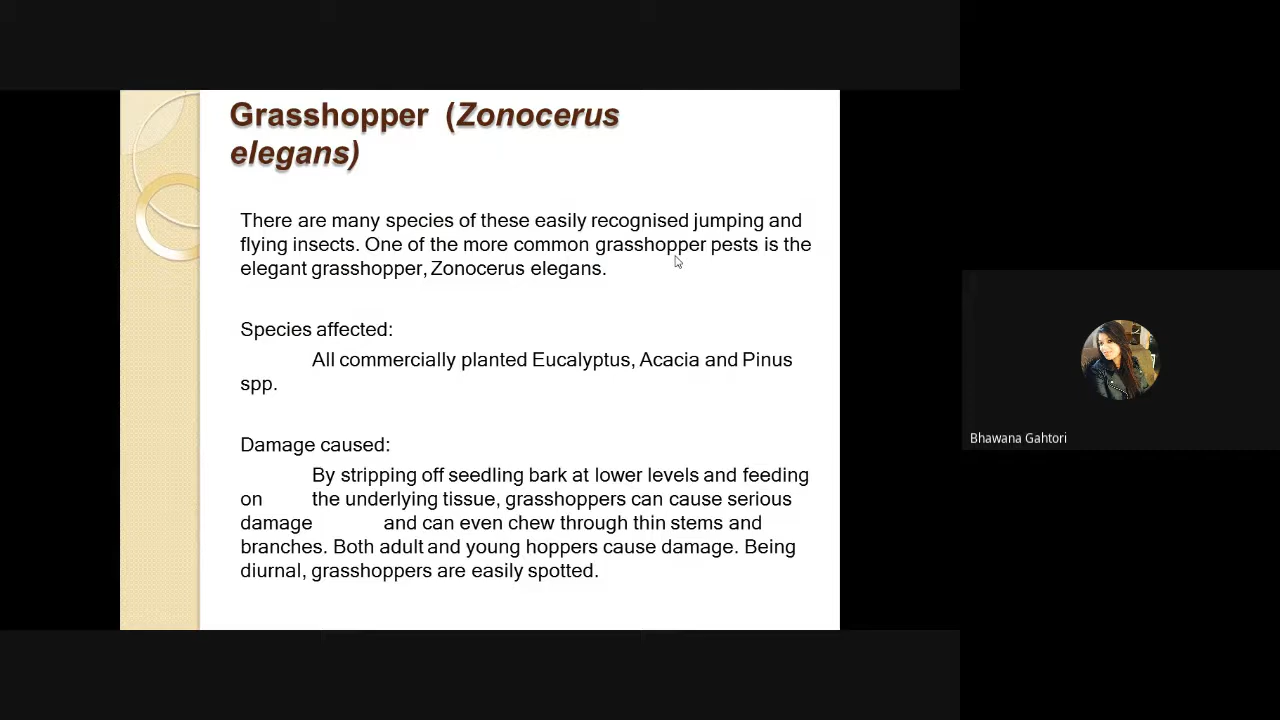 Grasshopper (Zonocerus
elegans)
There are many species of these easily recognised jumping and
flying insects. One of the more common grasshopper pests is the
elegant grasshopper, Zonocerus elegans.
Species affected:
All commercially planted Eucalyptus, Acacia and Pinus
spp.
Damage caused:
By stripping off seedling bark at lower levels and feeding
on the underlying tissue, grasshoppers can cause serious
damage and can even chew through thin stems and
branches. Both adult and young hoppers cause damage. Being
diurnal, grasshoppers are easily spotted.
Bhawana Gahtori